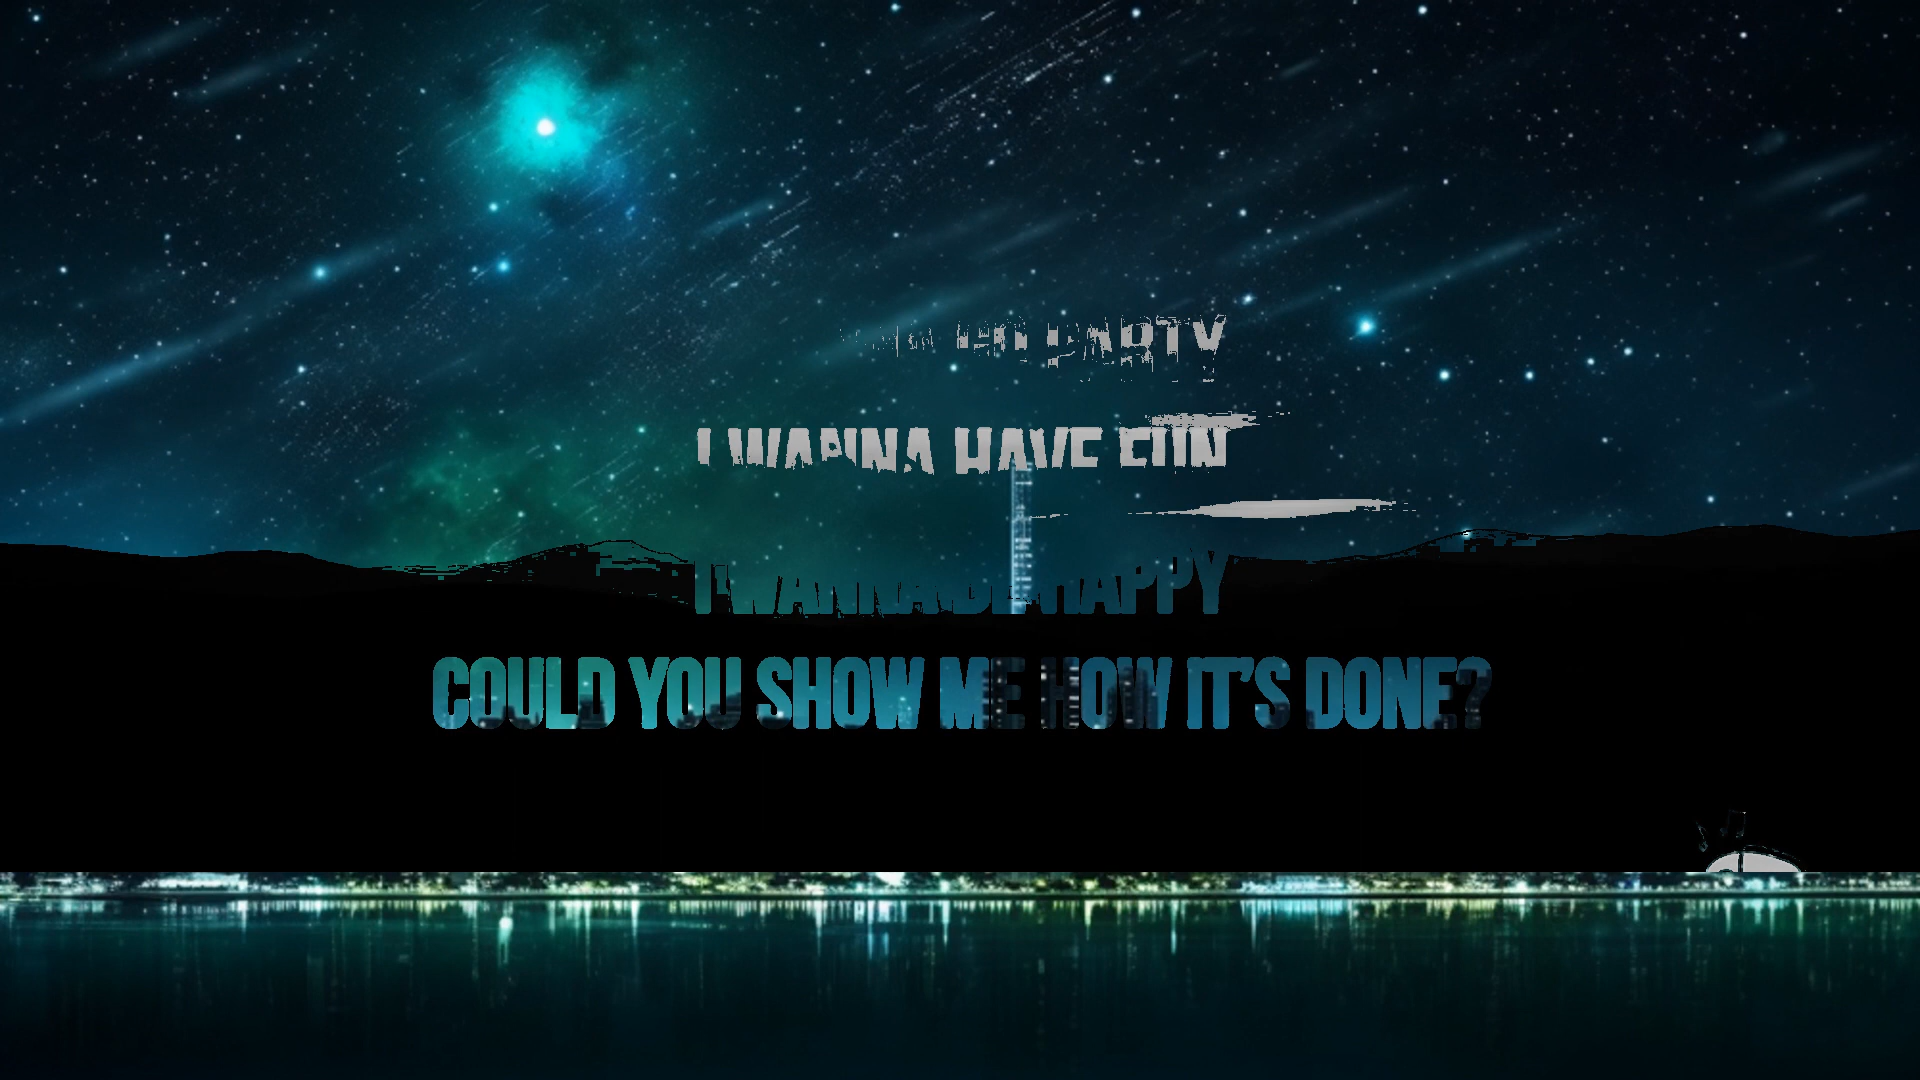 PARTY
I WANNA HAVE FUN
I WANNA BE HAPPY
COULD YOU SHOW ME HOW IT'S DONE?